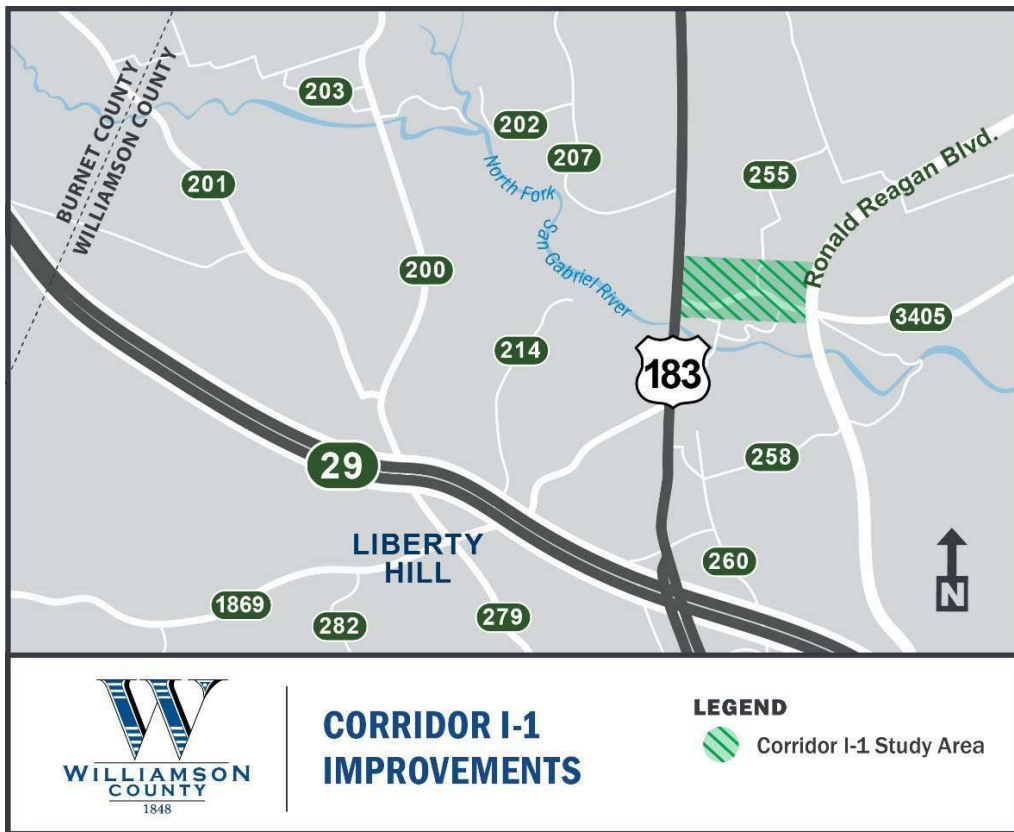 BURNET COUNTY
WILLIAMSON COUNTY
203
202
207
201
255
North Fork
San Gabriel River
Ronald Reagan Blvd.
200
3405
214
183
258
29
LIBERTY
HILL
260
N
1869
282
279
W
WILLIAMSON
COUNTY
1848
CORRIDOR I-1
IMPROVEMENTS
LEGEND
Corridor I-1 Study Area